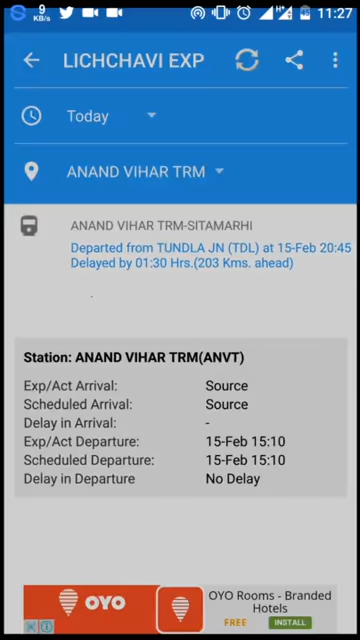 9
KB/s
H+
11:27
LICHCHAVI EXP
Today
ANAND VIHAR TRM
ANAND VIHAR TRM-SITAMARHI
Departed from TUNDLA JN (TDL) at 15-Feb 20:45
Delayed by 01:30 Hrs.(203 Kms. ahead)
Station: ANAND VIHAR TRM(ANVT)
Exp/Act Arrival: Source
Scheduled Arrival: Source
Delay in Arrival: -
Exp/Act Departure: 15-Feb 15:10
Scheduled Departure: 15-Feb 15:10
Delay in Departure No Delay
OYO
OYO Rooms - Branded
Hotels
FREE INSTALL